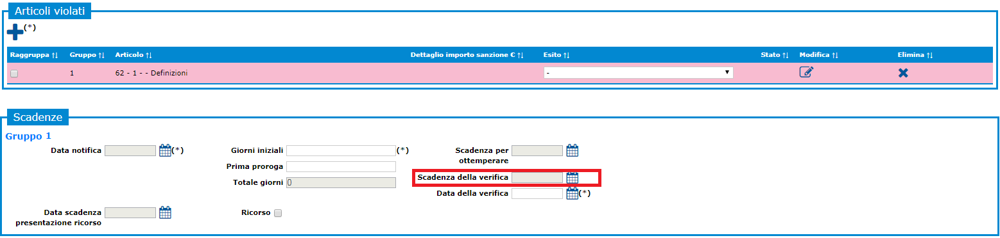 Articoli violati
(*)
Raggruppa Gruppo Articolo Dettaglio importo sanzione € Esito Stato Modifica Elimina
1 62 - 1 - - Definizioni -
Scadenze
Gruppo 1
Data notifica (*) Giorni iniziali (*) Scadenza per
ottemperare
Prima proroga
Scadenza della verifica
Totale giorni 0
Data della verifica (*)
Data scadenza
presentazione ricorso
Ricorso